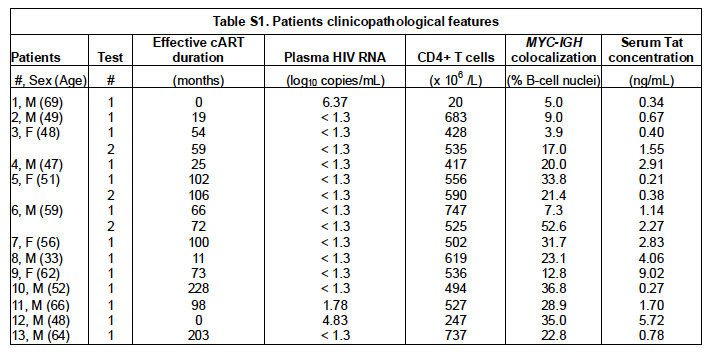 Table S1. Patients clinicopathological features
Patients Test Effective cART duration Plasma HIV RNA CD4+ T cells MYC-IGH colocalization Serum Tat concentration
#, Sex (Age) # (months) (log10 copies/mL) (x 10^6 /L) (% B-cell nuclei) (ng/mL)
1, M (69) 1 0 6.37 20 5.0 0.34
2, M (49) 1 19 < 1.3 683 9.0 0.67
3, F (48) 1 54 < 1.3 428 3.9 0.40
2 59 < 1.3 535 17.0 1.55
4, M (47) 1 25 < 1.3 417 20.0 2.91
5, F (51) 1 102 < 1.3 556 33.8 0.21
2 106 < 1.3 590 21.4 0.38
6, M (59) 1 66 < 1.3 747 7.3 1.14
2 72 < 1.3 525 52.6 2.27
7, F (56) 1 100 < 1.3 502 31.7 2.83
8, M (33) 1 11 < 1.3 619 23.1 4.06
9, F (62) 1 73 < 1.3 536 12.8 9.02
10, M (52) 1 228 < 1.3 494 36.8 0.27
11, M (66) 1 98 1.78 527 28.9 1.70
12, M (48) 1 0 4.83 247 35.0 5.72
13, M (64) 1 203 < 1.3 737 22.8 0.78